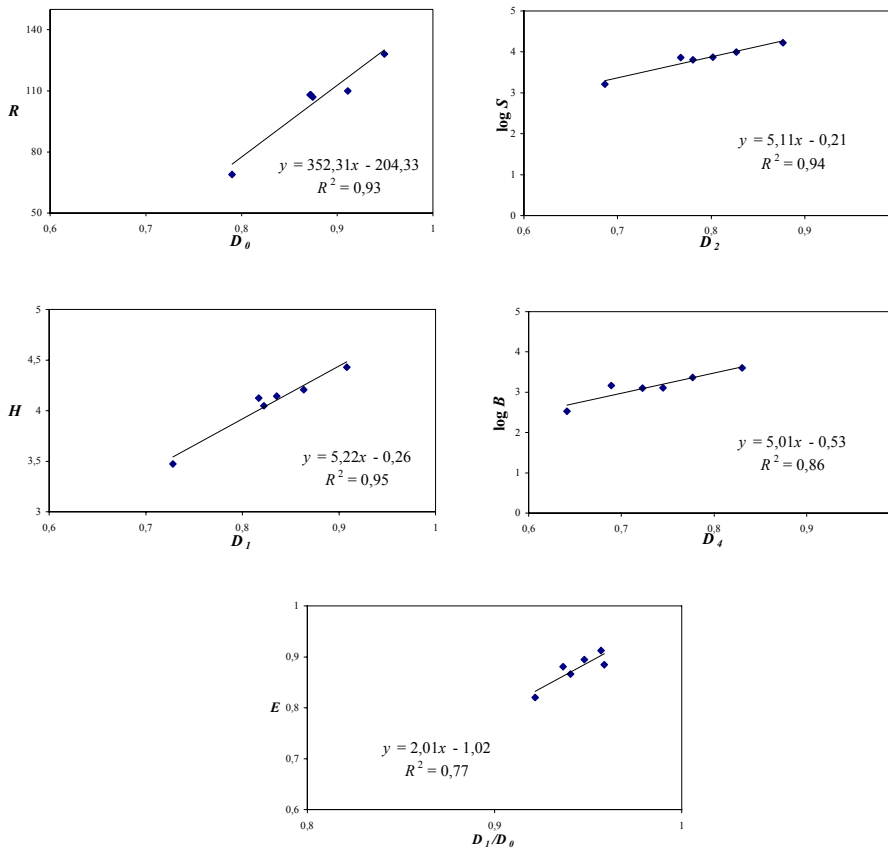 140
110
80
50
R
y = 352,31x - 204,33
R² = 0,93
0,6 0,7 0,8 0,9 1
D₀
5
4
3
2
1
0
log S
y = 5,11x - 0,21
R² = 0,94
0,6 0,7 0,8 0,9
D₂
5
4,5
4
3,5
3
H
y = 5,22x - 0,26
R² = 0,95
0,6 0,7 0,8 0,9 1
D₁
5
4
3
2
1
0
log B
y = 5,01x - 0,53
R² = 0,86
0,6 0,7 0,8 0,9
D₄
1
0,9
0,8
0,7
0,6
E
y = 2,01x - 1,02
R² = 0,77
0,8 0,9 1
D₁/D₀